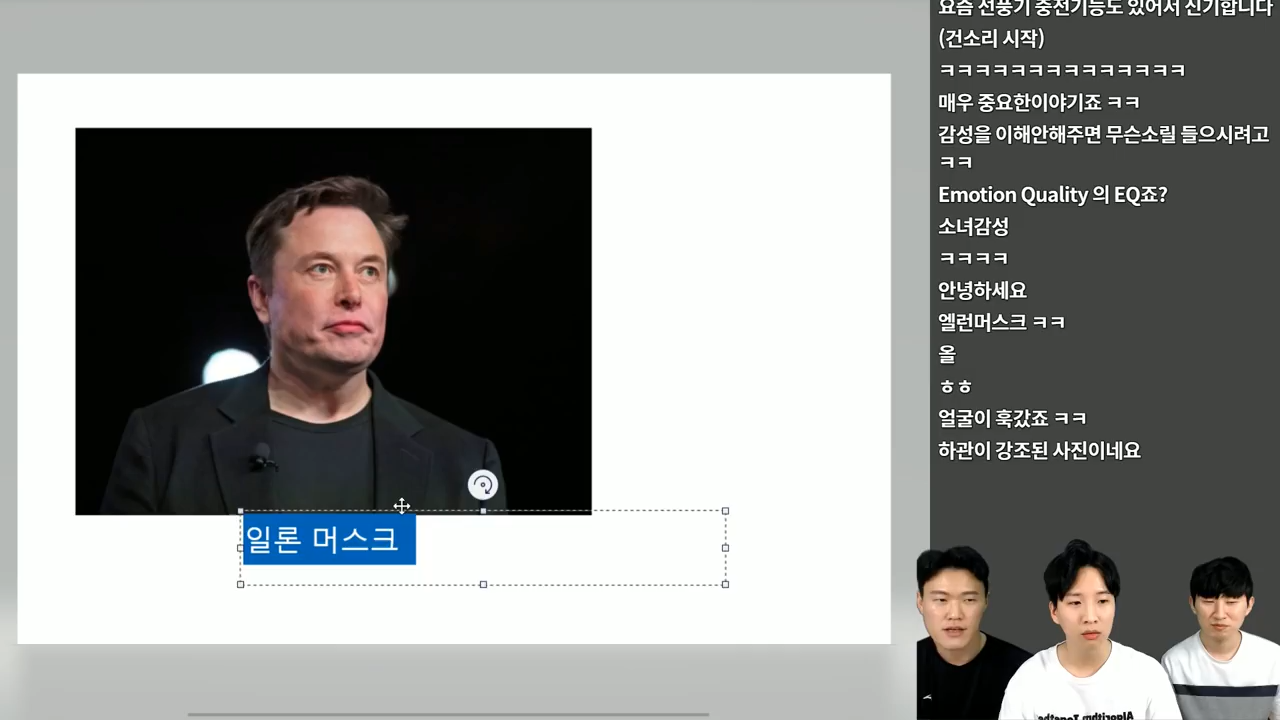 일론 머스크
요즘 선풍기 충전기능도 있어서 신기합니다
(건소리 시작)
ㅋㅋㅋㅋㅋㅋㅋㅋㅋㅋㅋㅋㅋㅋ
매우 중요한이야기죠 ㅋㅋ
감성을 이해안해주면 무슨소릴 들으시려고
ㅋㅋ
Emotion Quality 의 EQ죠?
소녀감성
ㅋㅋㅋㅋ
안녕하세요
엘런머스크 ㅋㅋ
올
ㅎㅎ
얼굴이 훅갔죠 ㅋㅋ
하관이 강조된 사진이네요